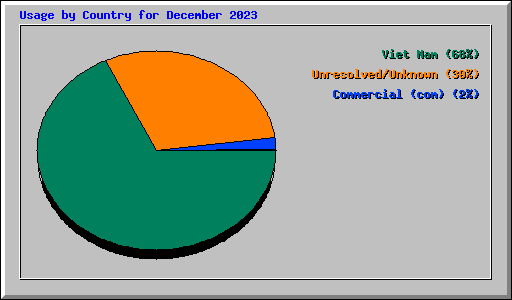 Usage by Country for December 2023
Viet Nam (68%)
Unresolved/Unknown (30%)
Commercial (com) (2%)